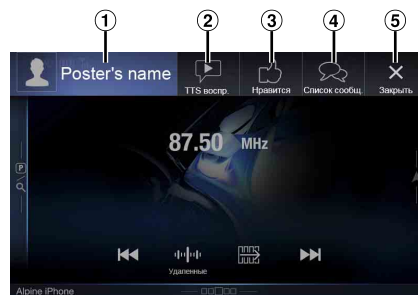 ① ② ③ ④ ⑤
Poster's name
TTS воспр. Нравится Список сообщ. Закрыть
87.50 MHz
P
Удаленные
Alpine iPhone